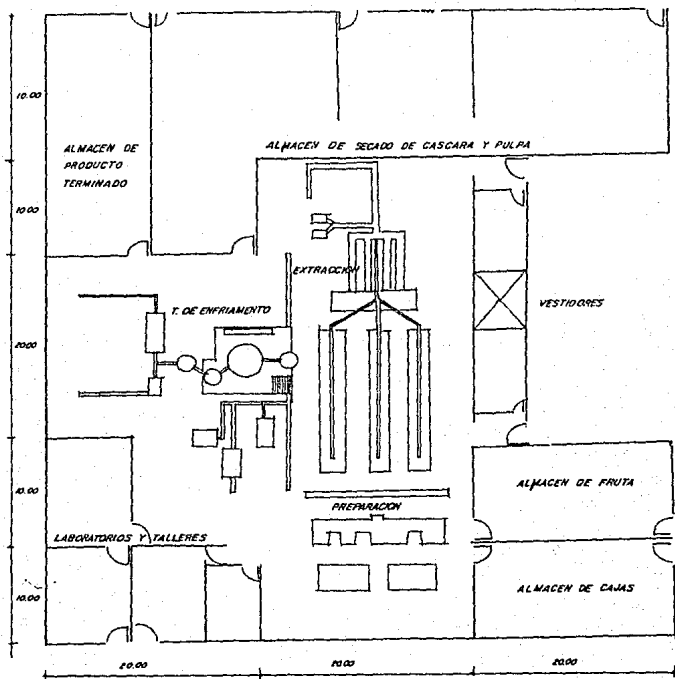 10.00
ALMACEN DE
PRODUCTO
TERMINADO
ALMACEN DE SECADO DE CASCARA Y PULPA
10.00
EXTRACCION
T. DE ENFRIAMENTO
VESTIDORES
20.00
ALMACEN DE FRUTA
10.00
PREPARACION
LABORATORIOS Y TALLERES
ALMACEN DE CAJAS
10.00
20.00
20.00
20.00